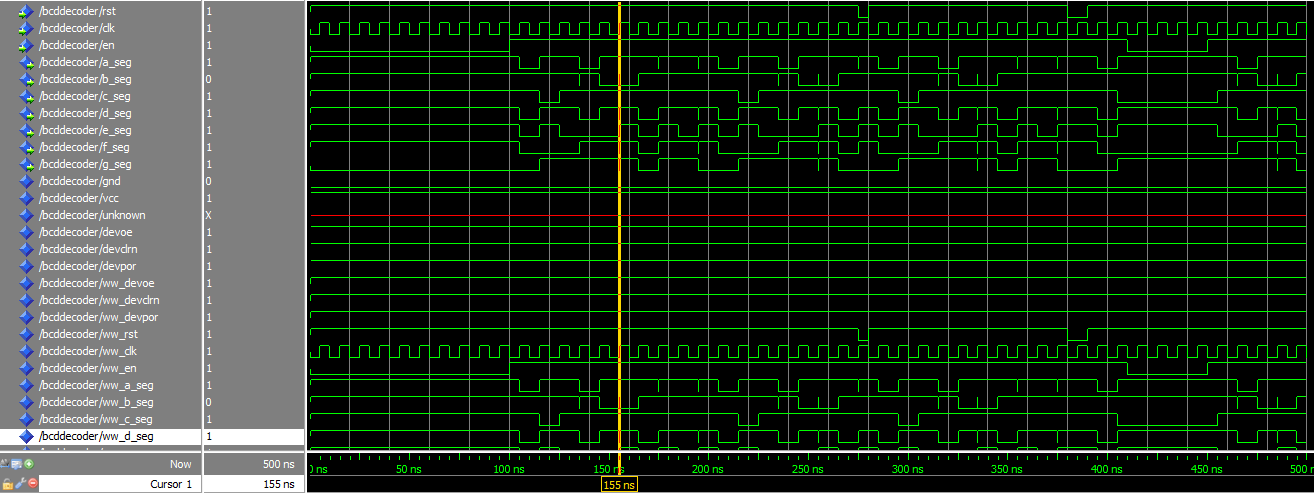 /bcddecoder/rst 1
/bcddecoder/clk 1
/bcddecoder/en 1
/bcddecoder/a_seg 1
/bcddecoder/b_seg 0
/bcddecoder/c_seg 1
/bcddecoder/d_seg 1
/bcddecoder/e_seg 1
/bcddecoder/f_seg 1
/bcddecoder/g_seg 1
/bcddecoder/gnd 0
/bcddecoder/vcc 1
/bcddecoder/unknown X
/bcddecoder/devoe 1
/bcddecoder/devclrn 1
/bcddecoder/devpor 1
/bcddecoder/ww_devoe 1
/bcddecoder/ww_devclrn 1
/bcddecoder/ww_devpor 1
/bcddecoder/ww_rst 1
/bcddecoder/ww_clk 1
/bcddecoder/ww_en 1
/bcddecoder/ww_a_seg 1
/bcddecoder/ww_b_seg 0
/bcddecoder/ww_c_seg 1
/bcddecoder/ww_d_seg 1
Now 500 ns ns 50 ns 100 ns 150 ns 200 ns 250 ns 300 ns 350 ns 400 ns 450 ns 500 ns
Cursor 1 155 ns 155 ns